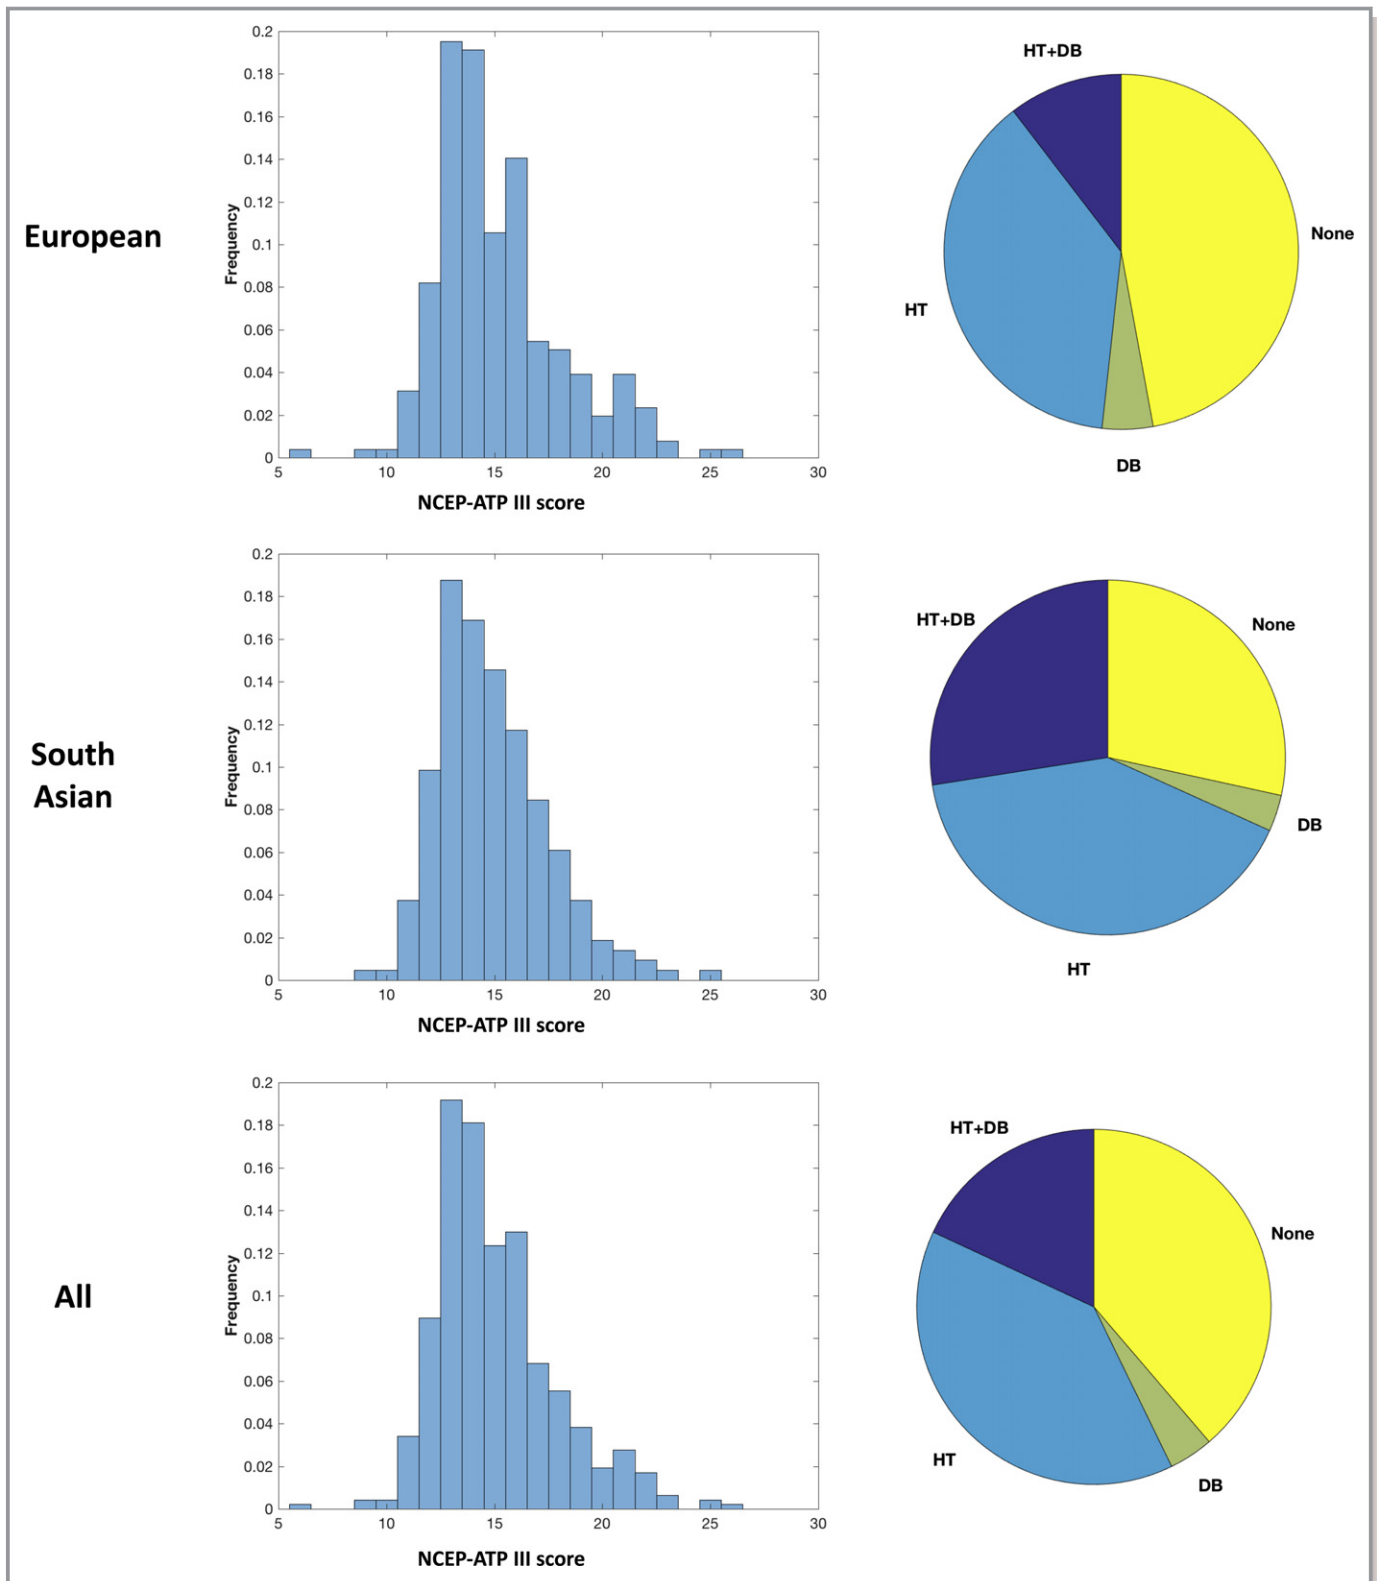 European
0.2
0.18
0.16
0.14
0.12
0.1
0.08
0.06
0.04
0.02
0
Frequency
5 10 15 20 25 30
NCEP-ATP III score
HT+DB
None
HT
DB
South
Asian
0.2
0.18
0.16
0.14
0.12
0.1
0.08
0.06
0.04
0.02
0
Frequency
5 10 15 20 25 30
NCEP-ATP III score
HT+DB
None
DB
HT
All
0.2
0.18
0.16
0.14
0.12
0.1
0.08
0.06
0.04
0.02
0
Frequency
5 10 15 20 25 30
NCEP-ATP III score
HT+DB
None
HT
DB